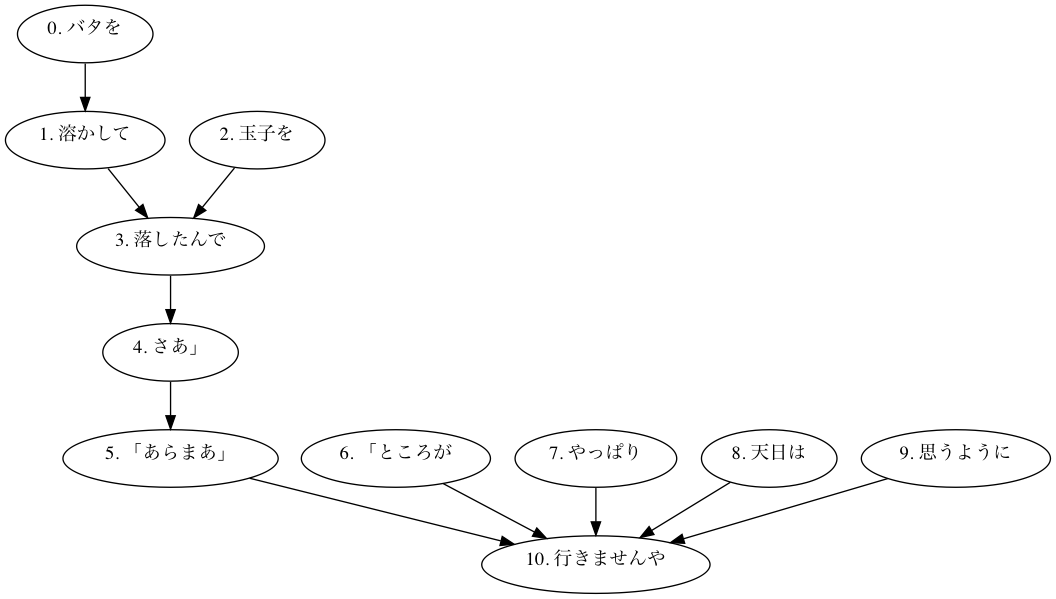 0. バタを
1. 溶かして
2. 玉子を
3. 落したんで
4. さあ」
5. 「あらまあ」
6. 「ところが
7. やっぱり
8. 天日は
9. 思うように
10. 行きませんや